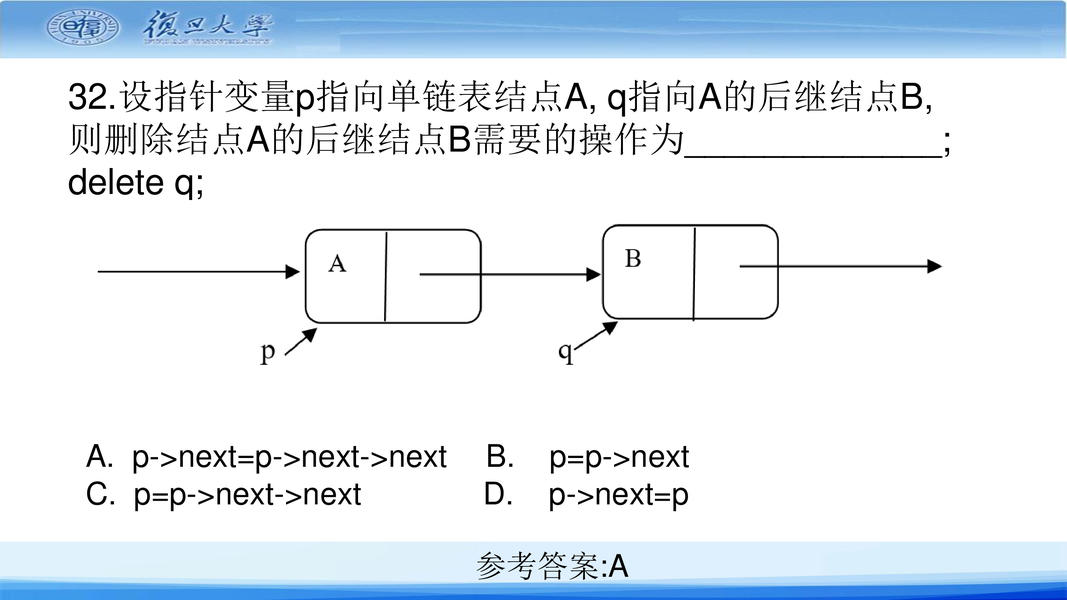 復旦大學
32.设指针变量p指向单链表结点A, q指向A的后继结点B,
则删除结点A的后继结点B需要的操作为_____________;
delete q;
A B
p q
A. p->next=p->next->next B. p=p->next
C. p=p->next->next D. p->next=p
参考答案:A